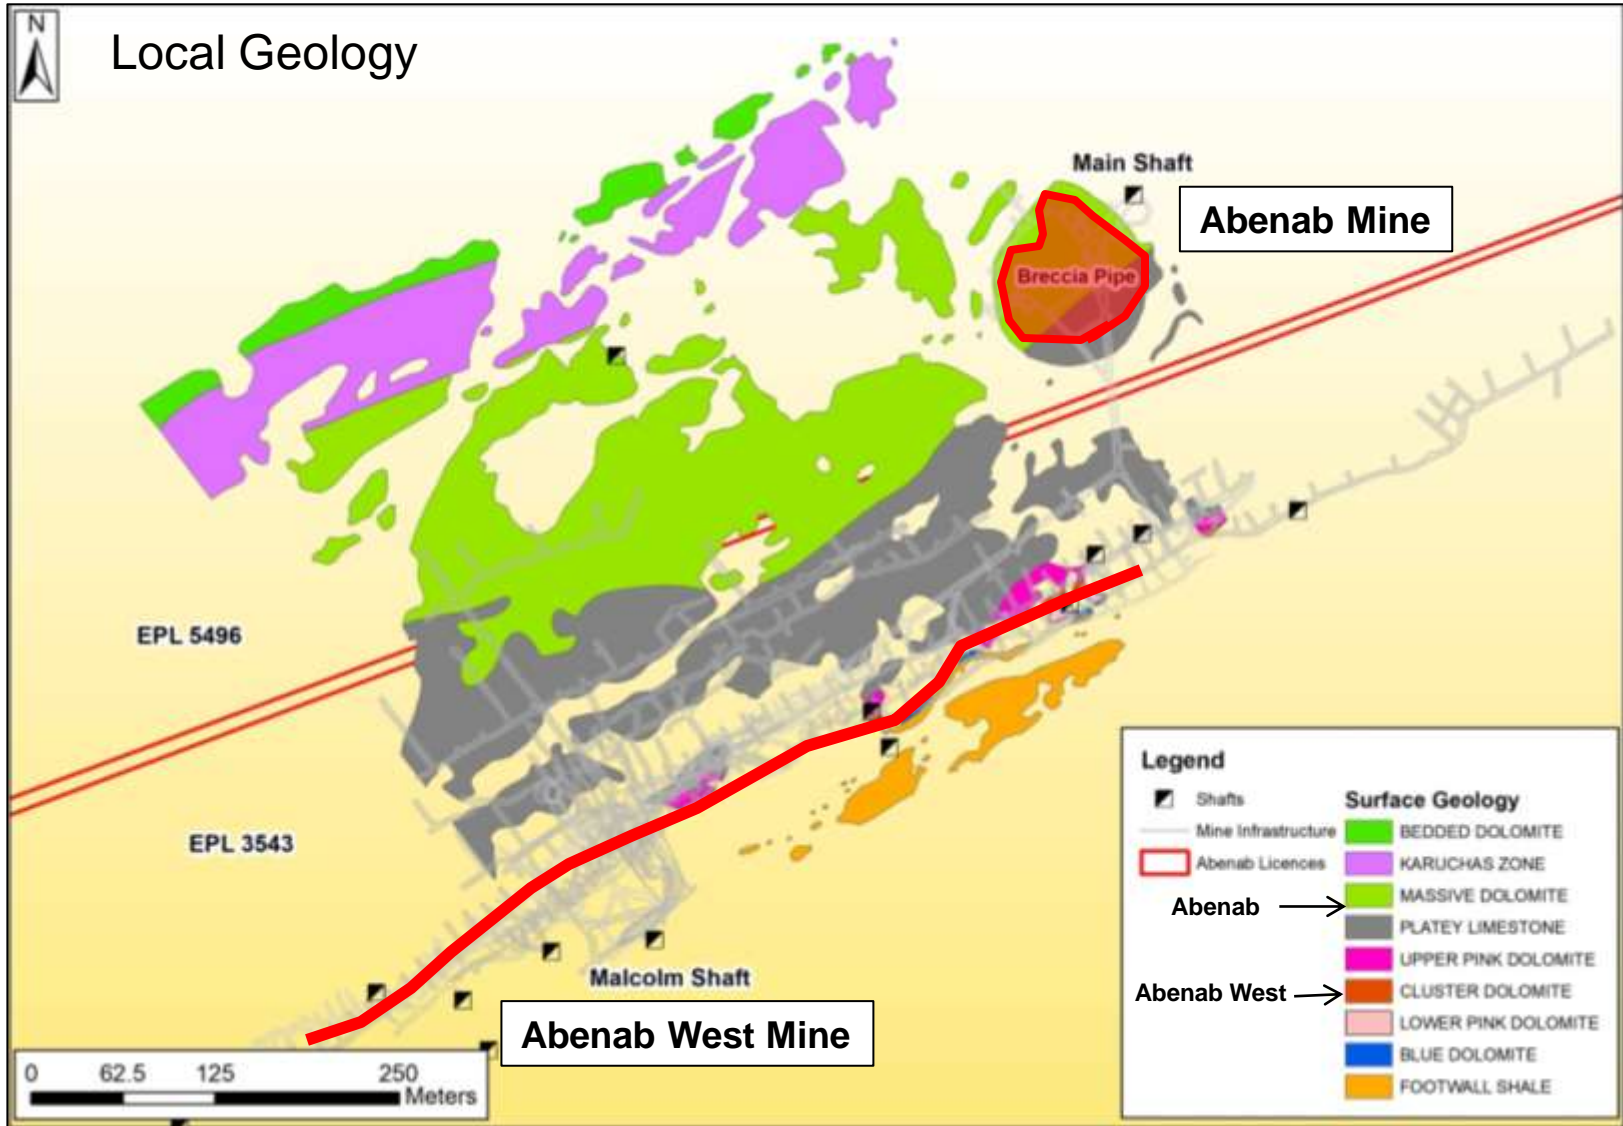 N
Local Geology
Main Shaft
Abenab Mine
Breccia Pipe
EPL 5496
EPL 3543
Malcolm Shaft
Abenab West Mine
0 62.5 125 250
Meters
Legend
Shafts
Mine Infrastructure
Abenab Licences
Surface Geology
BEDDED DOLOMITE
KARUCHAS ZONE
MASSIVE DOLOMITE
Abenab
PLATEY LIMESTONE
UPPER PINK DOLOMITE
Abenab West
CLUSTER DOLOMITE
LOWER PINK DOLOMITE
BLUE DOLOMITE
FOOTWALL SHALE